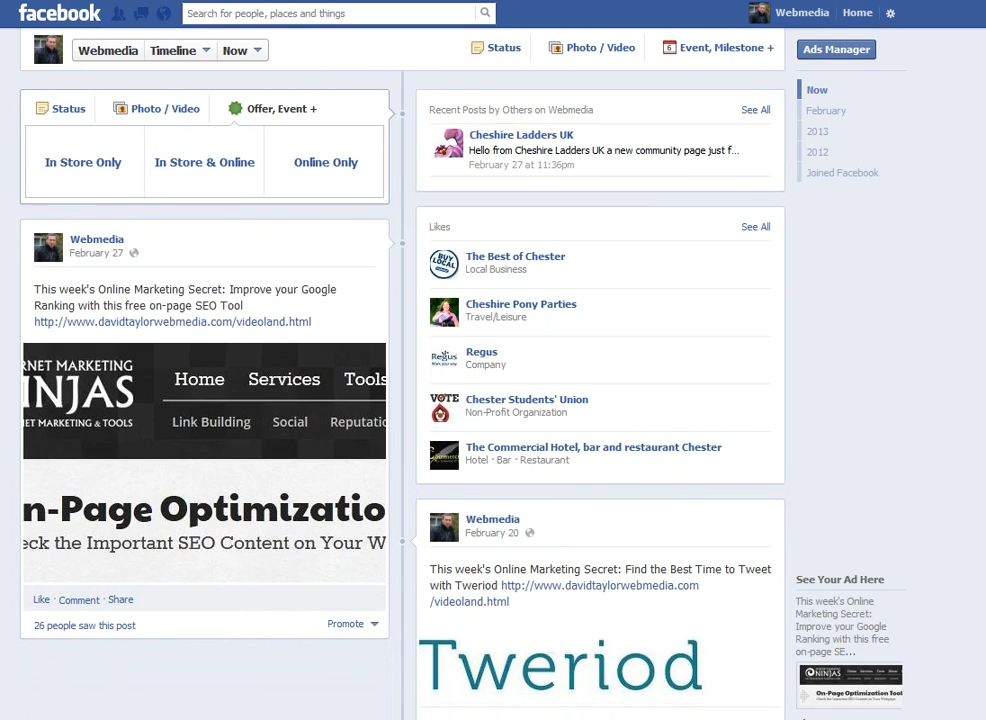 facebook
Search for people, places and things
Webmedia Home
Webmedia Timeline Now
Status Photo / Video 6 Event, Milestone +
Ads Manager
Now
February
2013
2012
Joined Facebook
Status Photo / Video Offer, Event +
In Store Only In Store & Online Online Only
Webmedia
February 27
This week's Online Marketing Secret: Improve your Google
Ranking with this free on-page SEO Tool
http://www.davidtaylorwebmedia.com/videoland.html
RNET MARKETING
INJAS
ET MARKETING & TOOLS
Home Services Tools
Link Building Social Reputatio
n-Page Optimizatio
eck the Important SEO Content on Your W
Like · Comment · Share
26 people saw this post Promote
Recent Posts by Others on Webmedia See All
Cheshire Ladders UK
Hello from Cheshire Ladders UK a new community page just f...
February 27 at 11:36pm
Likes See All
BUY LOCAL
The Best of Chester
Local Business
Cheshire Pony Parties
Travel/Leisure
Regus
Regus
Company
VOTE
Chester Students' Union
Non-Profit Organization
The Commercial Hotel, bar and restaurant Chester
Hotel · Bar · Restaurant
Webmedia
February 20
This week's Online Marketing Secret: Find the Best Time to Tweet
with Tweriod http://www.davidtaylorwebmedia.com
/videoland.html
Tweriod
See Your Ad Here
This week's Online
Marketing Secret:
Improve your Google
Ranking with this free
on-page SE...
NINJAS
On-Page Optimization Tool